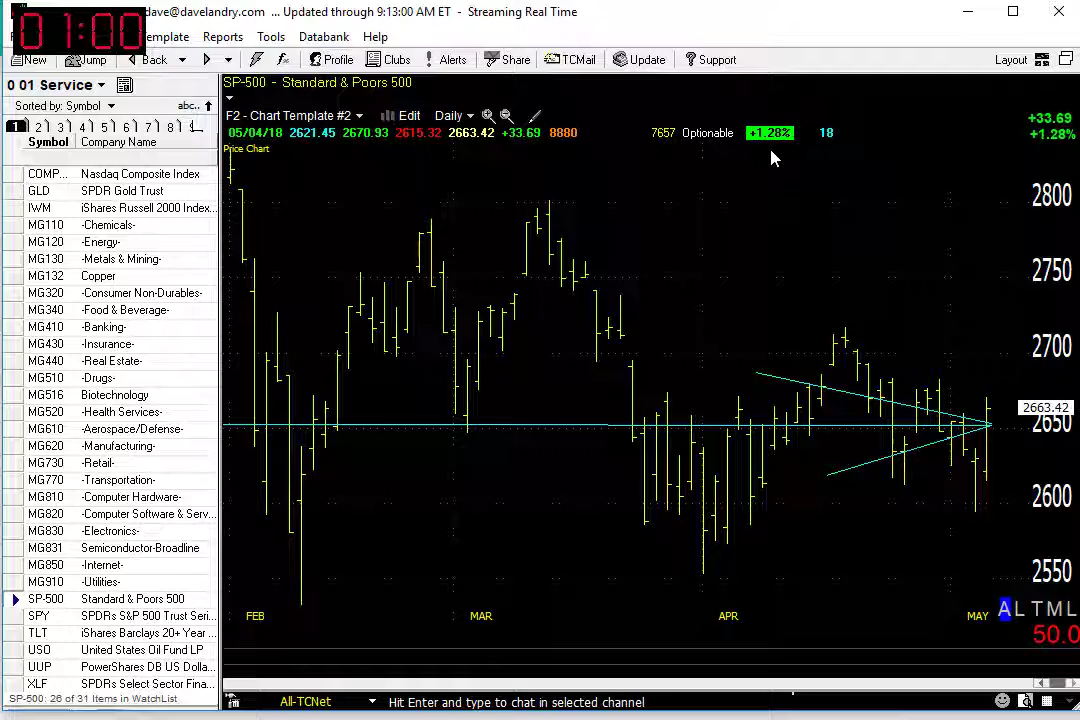 01:00
dave@davelandry.com ... Updated through 9:13:00 AM ET - Streaming Real Time
emplate Reports Tools Databank Help
New Jump Back Profile Clubs Alerts Share TCMail Update Support Layout
0 01 Service
Sorted by: Symbol abc..
1 2 3 4 5 6 7 8
Symbol Company Name
COMP... Nasdaq Composite Index
GLD SPDR Gold Trust
IWM iShares Russell 2000 Index...
MG110 -Chemicals-
MG120 -Energy-
MG130 -Metals & Mining-
MG132 Copper
MG320 -Consumer Non-Durables-
MG340 -Food & Beverage-
MG410 -Banking-
MG430 -Insurance-
MG440 -Real Estate-
MG510 -Drugs-
MG516 Biotechnology
MG520 -Health Services-
MG610 -Aerospace/Defense-
MG620 -Manufacturing-
MG730 -Retail-
MG770 -Transportation-
MG810 -Computer Hardware-
MG820 -Computer Software & Serv...
MG830 -Electronics-
MG831 Semiconductor-Broadline
MG850 -Internet-
MG910 -Utilities-
SP-500 Standard & Poors 500
SPY SPDRs S&P 500 Trust Seri...
TLT iShares Barclays 20+ Year ...
USO United States Oil Fund LP
UUP PowerShares DB US Dolla...
XLF SPDRs Select Sector Fina...
SP-500: 26 of 31 Items in WatchList
SP-500 - Standard & Poors 500
F2 - Chart Template #2 Edit Daily
05/04/18 2621.45 2670.93 2615.32 2663.42 +33.69 8880 7657 Optionable +1.28% 18
+33.69
+1.28%
Price Chart
2800
2750
2700
2663.42
2650
2600
2550
FEB MAR APR MAY
A L T M L
50.0
All-TCNet Hit Enter and type to chat in selected channel